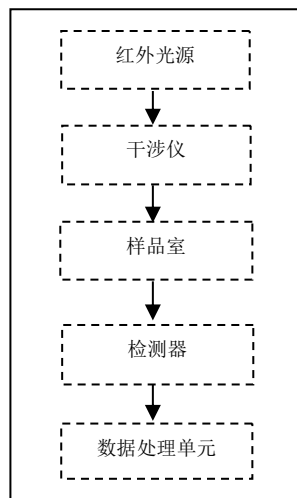 红外光源
干涉仪
样品室
检测器
数据处理单元